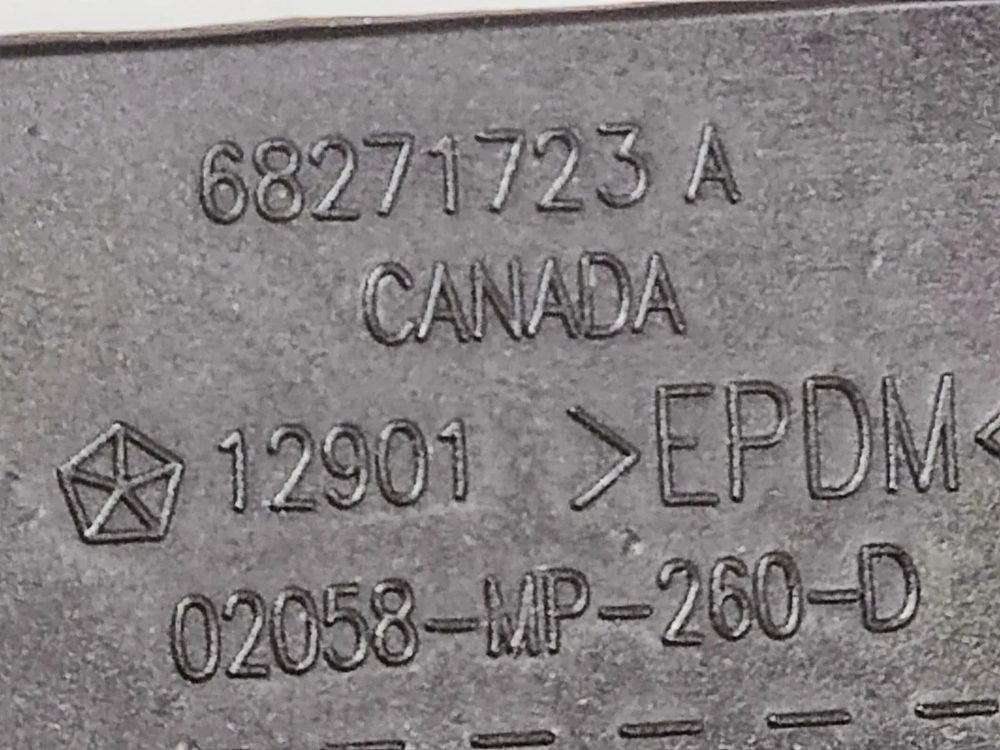 68271723 A
CANADA
12901 >EPDM<
02058-MP-260-D